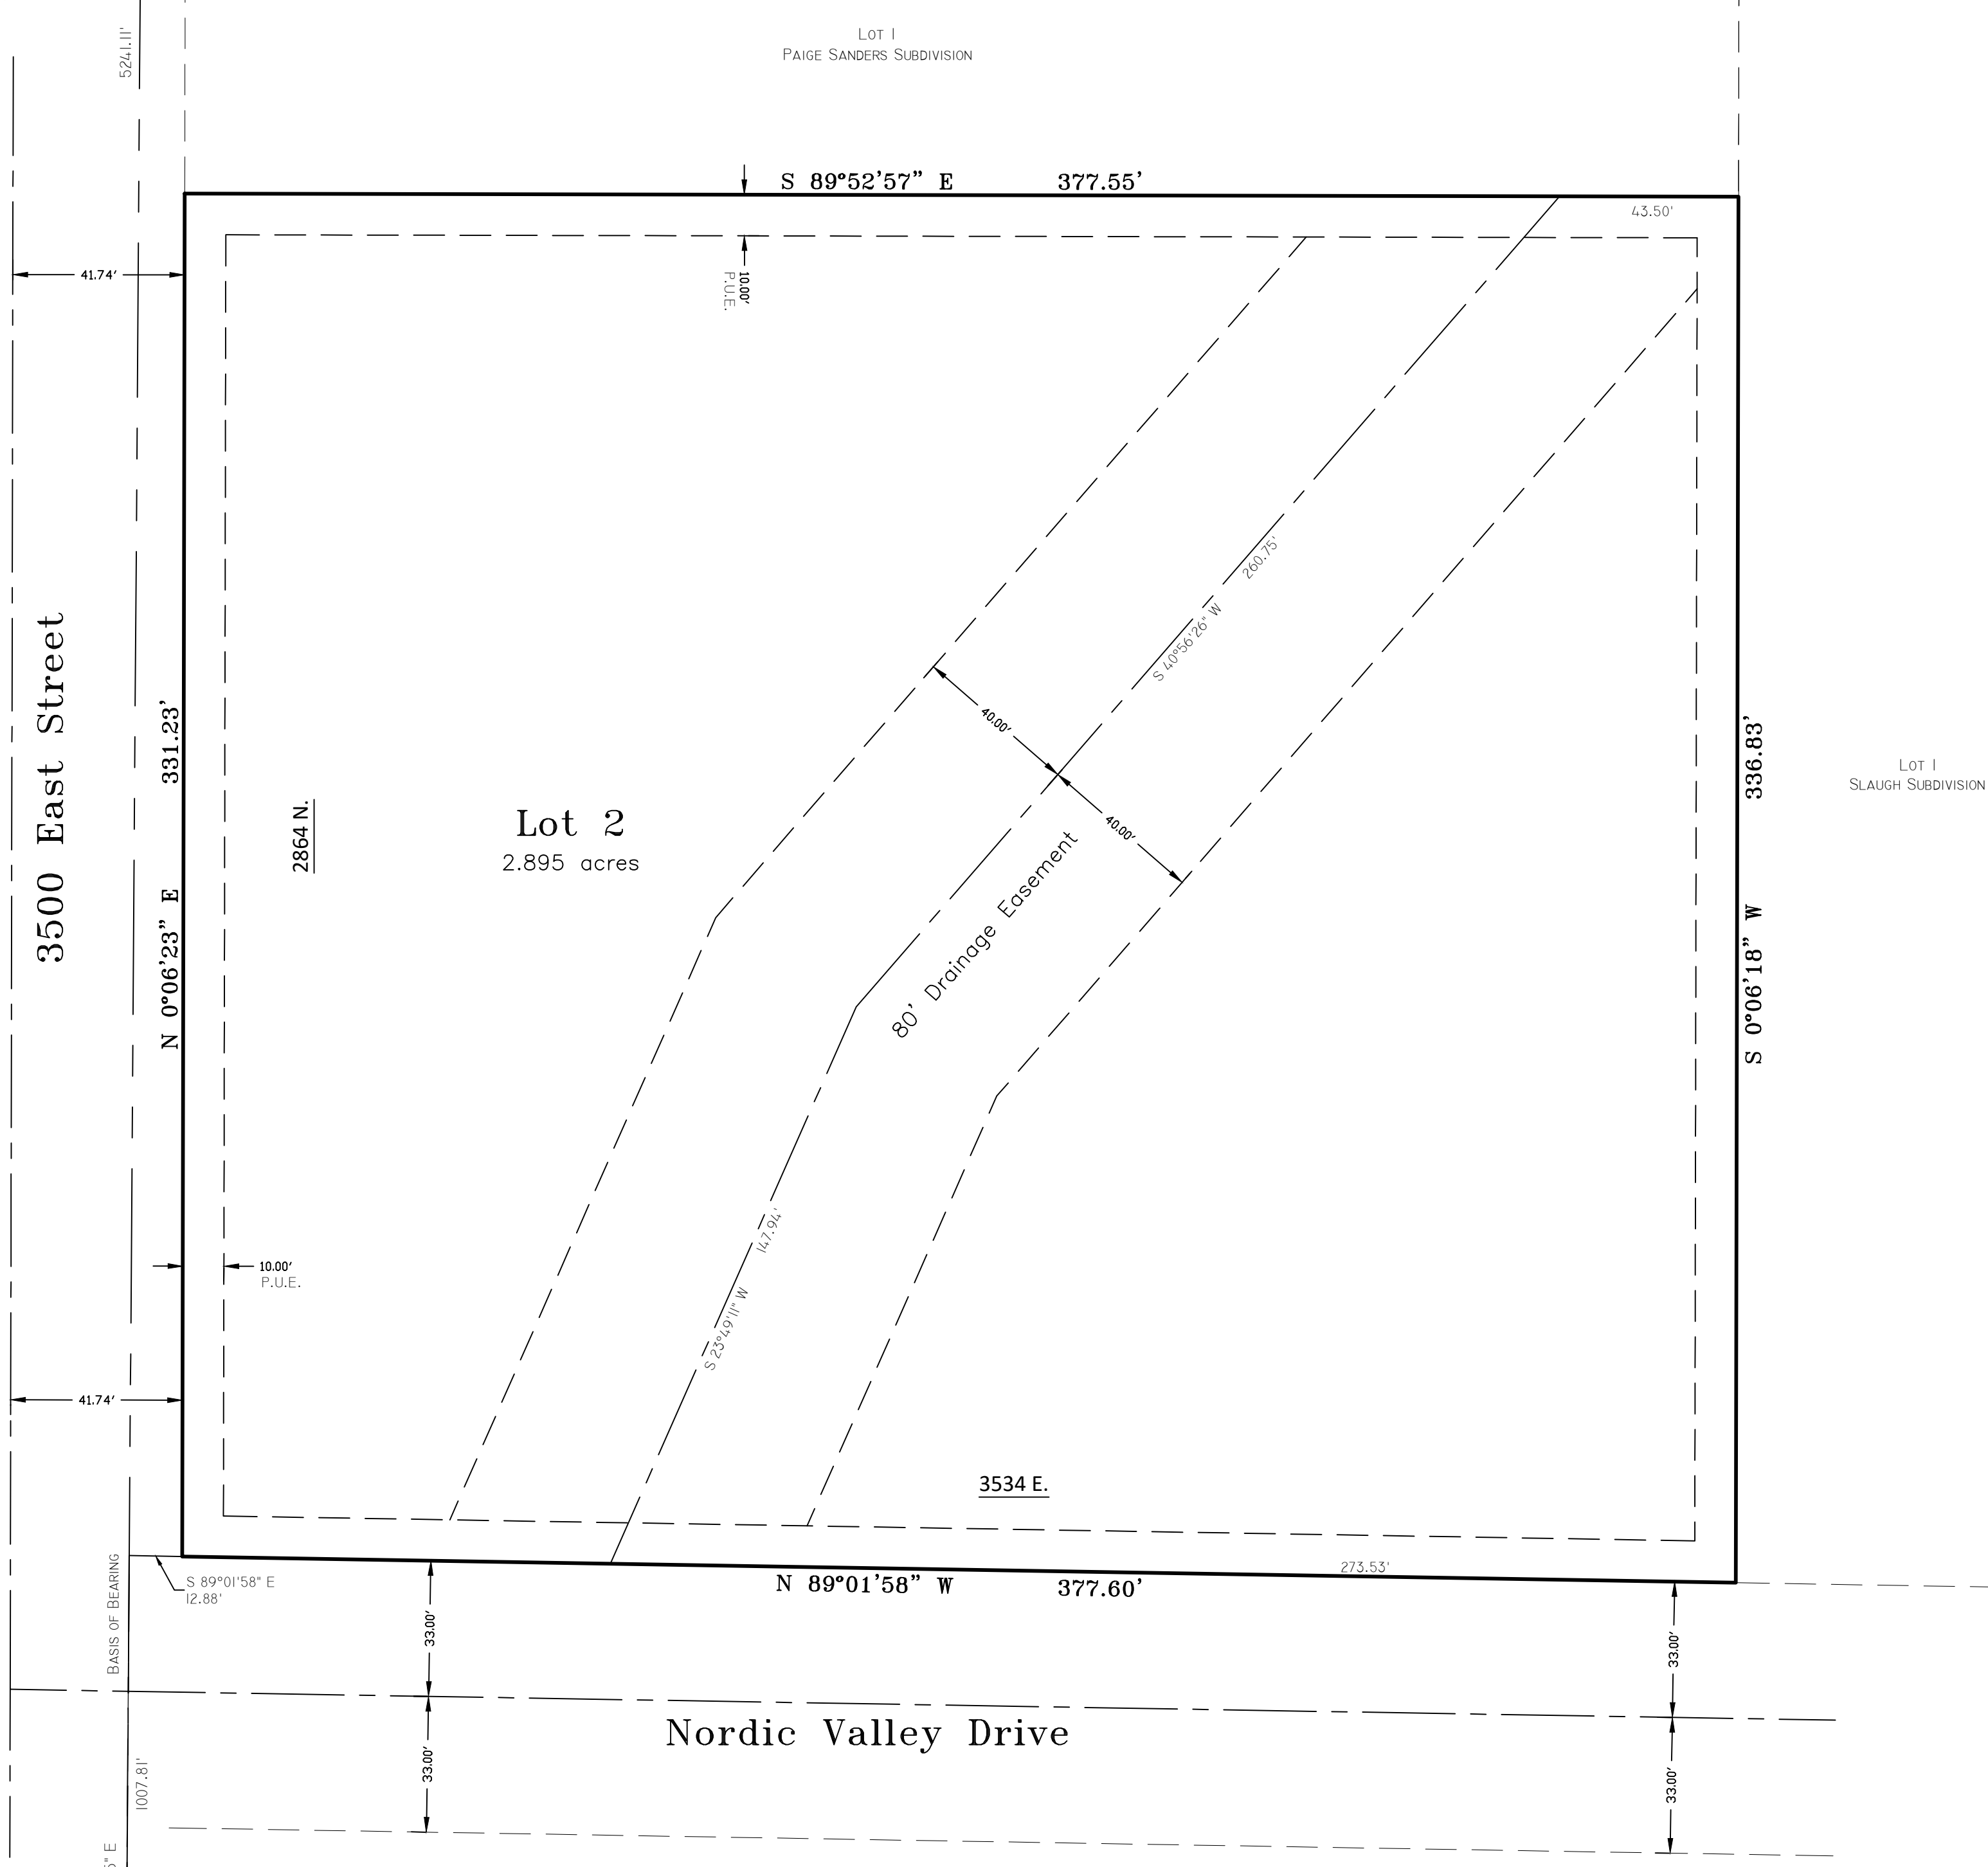 5241.11'
LOT 1
PAIGE SANDERS SUBDIVISION
S 89°52'57" E 377.55'
43.50'
41.74'
10.00'
P.U.E.
S 40°56'26" W 260.75'
3500 East Street
N 0°06'23" E 331.23'
2864 N.
Lot 2
2.895 acres
40.00'
40.00'
80' Drainage Easement
S 0°06'18" W 336.83'
LOT 1
SLAUGH SUBDIVISION
S 23°49'11" W 147.94'
10.00'
P.U.E.
41.74'
3534 E.
273.53'
N 89°01'58" W 377.60'
S 89°01'58" E
12.88'
BASIS OF BEARING
33.00'
33.00'
33.00'
33.00'
Nordic Valley Drive
1007.81'
" E